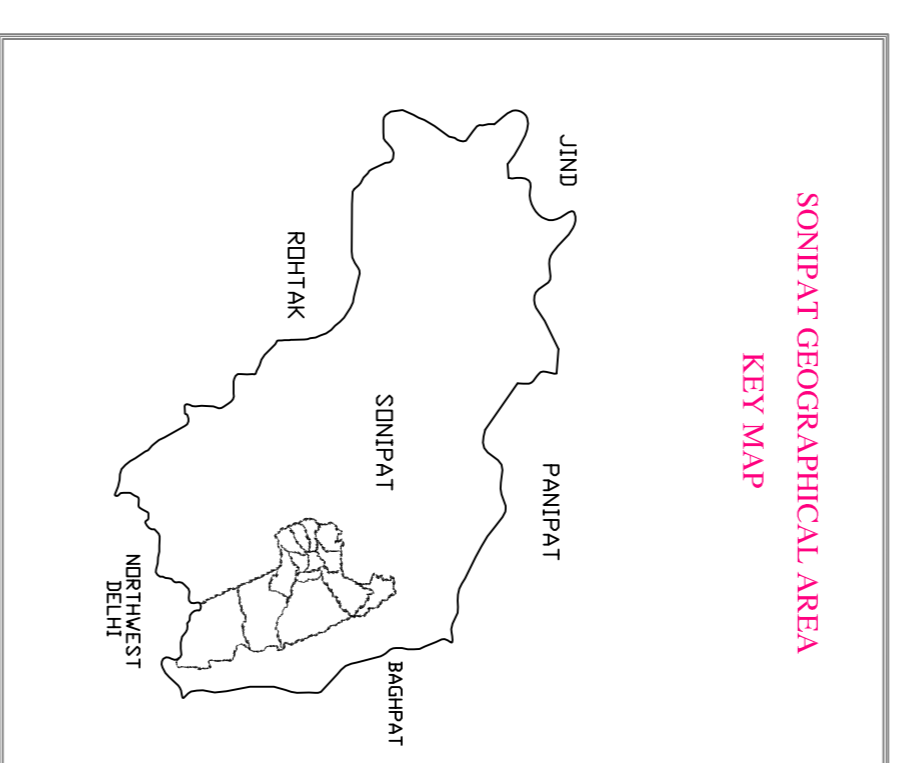 SONIPAT GEOGRAPHICAL AREA
KEY MAP
JIND
PANIPAT
ROHTAK
SONIPAT
BAGHPAT
NORTHWEST
DELHI